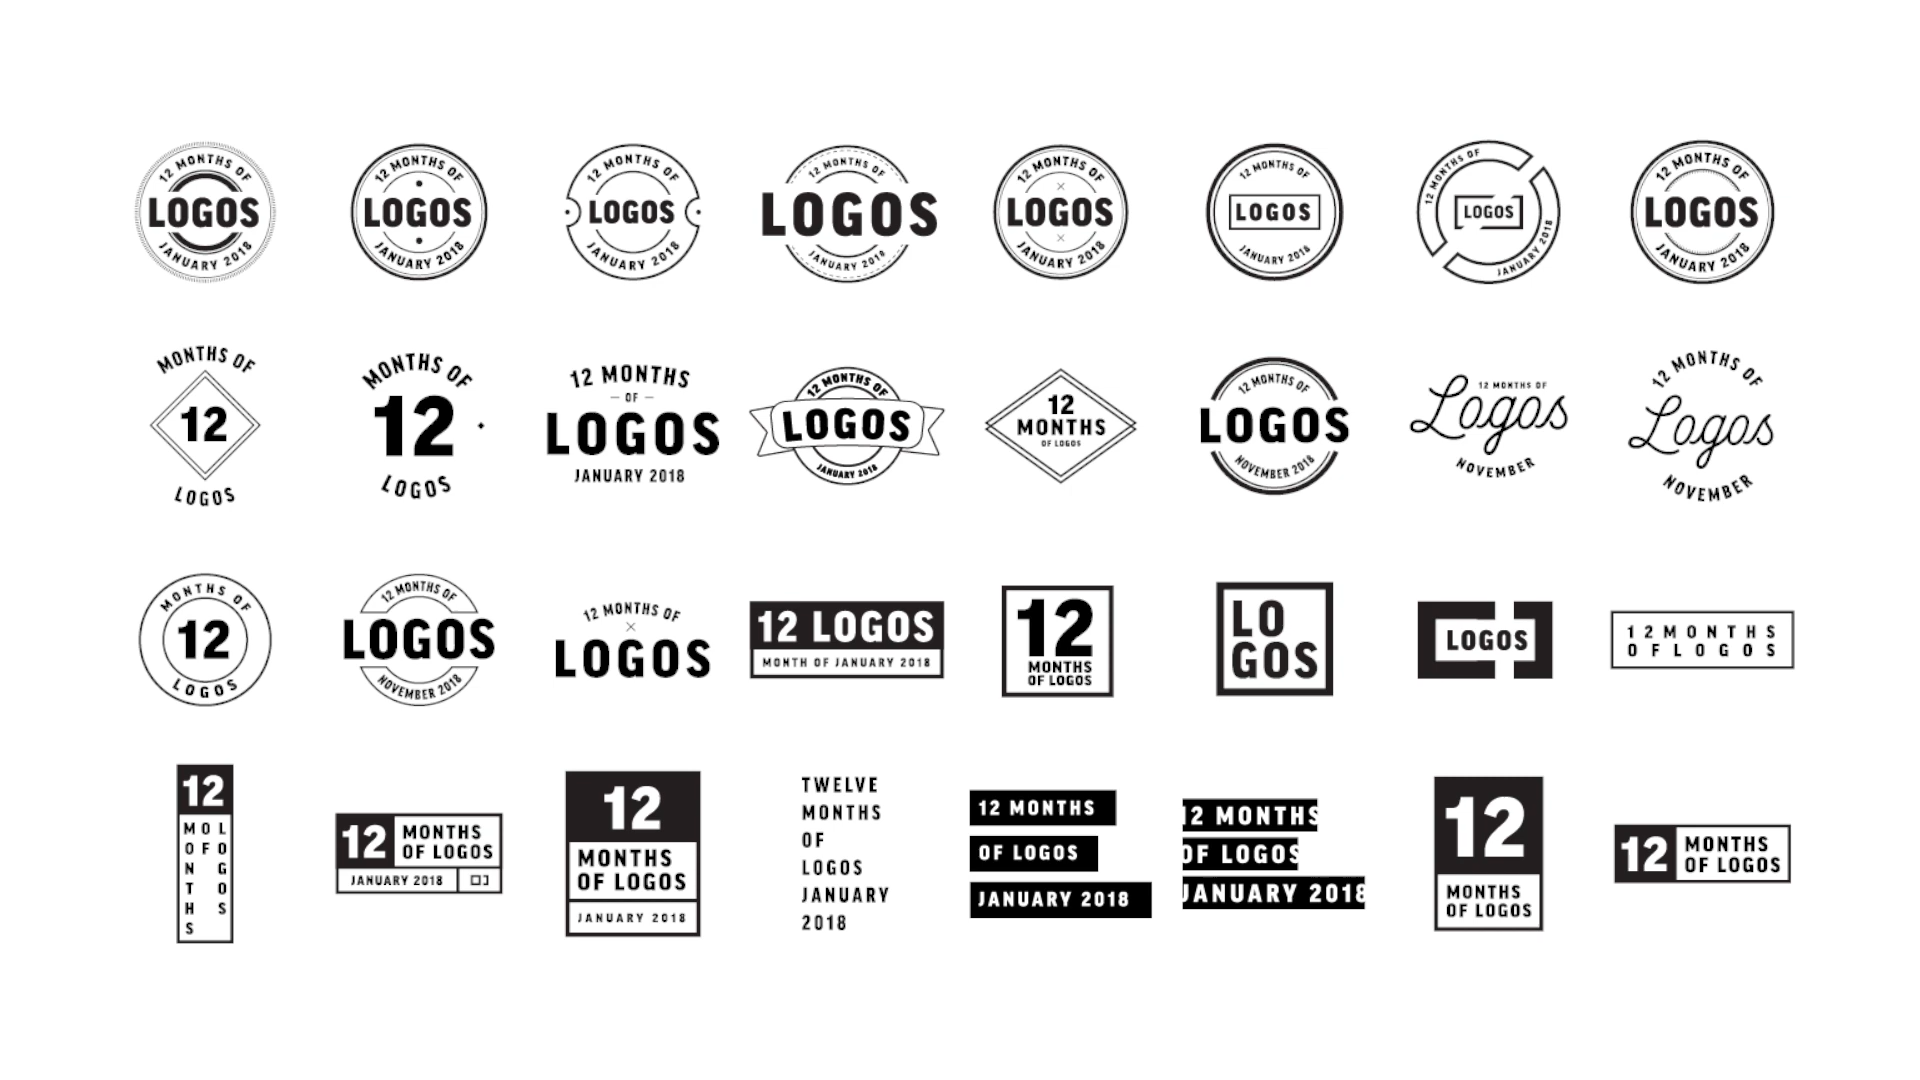 12 MONTHS OF
LOGOS
JANUARY 2018
12 MONTHS OF
LOGOS
JANUARY 2018
12 MONTHS OF
LOGOS
JANUARY 2018
12 MONTHS OF
LOGOS
JANUARY 2018
12 MONTHS OF
LOGOS
JANUARY 2018
12 MONTHS OF
LOGOS
JANUARY 2018
12 MONTHS OF
LOGOS
JANUARY 2018
12 MONTHS OF
LOGOS
JANUARY 2018
MONTHS OF
12
LOGOS
MONTHS OF
12
LOGOS
12 MONTHS
OF
LOGOS
JANUARY 2018
12 MONTHS OF
LOGOS
JANUARY 2018
12
MONTHS
OF LOGOS
12 MONTHS OF
LOGOS
NOVEMBER 2018
12 MONTHS OF
Logos
NOVEMBER
12 MONTHS OF
Logos
NOVEMBER
MONTHS OF
12
LOGOS
12 MONTHS OF
LOGOS
NOVEMBER 2018
12 MONTHS OF
×
LOGOS
12 LOGOS
MONTH OF JANUARY 2018
12
MONTHS
OF LOGOS
LO
GOS
LOGOS
12MONTHS
OFLOGOS
12
MONTHS
OF
LOGOS
12
MONTHS
OF LOGOS
JANUARY 2018
12
MONTHS
OF LOGOS
JANUARY 2018
TWELVE
MONTHS
OF
LOGOS
JANUARY
2018
12 MONTHS
OF LOGOS
JANUARY 2018
12 MONTHS
OF LOGOS
JANUARY 2018
12
MONTHS
OF LOGOS
12
MONTHS
OF LOGOS